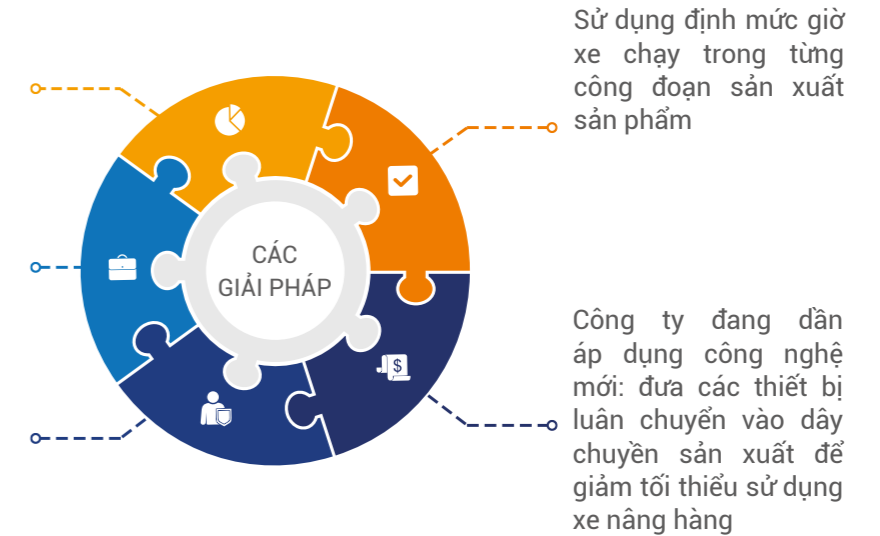 Sử dụng định mức giờ
xe chạy trong từng
công đoạn sản xuất
sản phẩm
CÁC
GIẢI PHÁP
$
Công ty đang dần
áp dụng công nghệ
mới: đưa các thiết bị
luân chuyển vào dây
chuyền sản xuất để
giảm tối thiểu sử dụng
xe nâng hàng